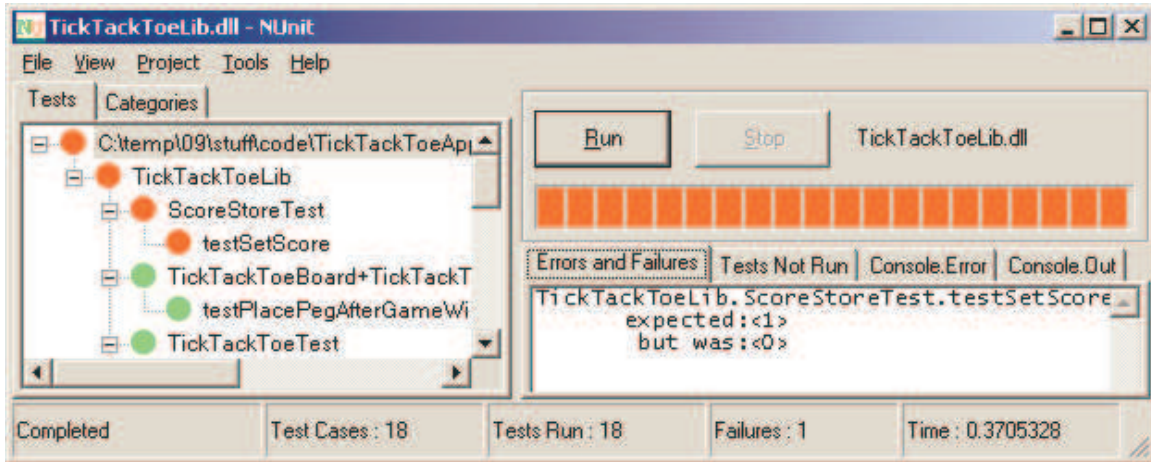 TickTackToeLib.dll - NUnit
File View Project Tools Help
Tests Categories
C:\temp\09\stuff\code\TickTackToeAp
TickTackToeLib
ScoreStoreTest
testSetScore
TickTackToeBoard+TickTackT
testPlacePegAfterGameWi
TickTackToeTest
Run Stop TickTackToeLib.dll
Errors and Failures Tests Not Run Console.Error Console.Out
TickTackToeLib.ScoreStoreTest.testSetScore
expected:<1>
but was:<0>
Completed Test Cases : 18 Tests Run : 18 Failures : 1 Time : 0.3705328